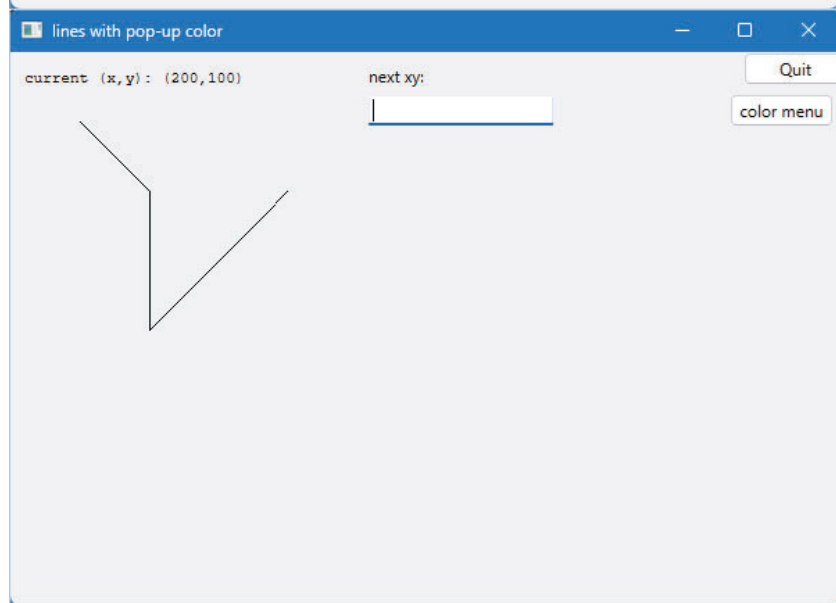 lines with pop-up color
current (x,y): (200,100)
next xy:
Quit
color menu